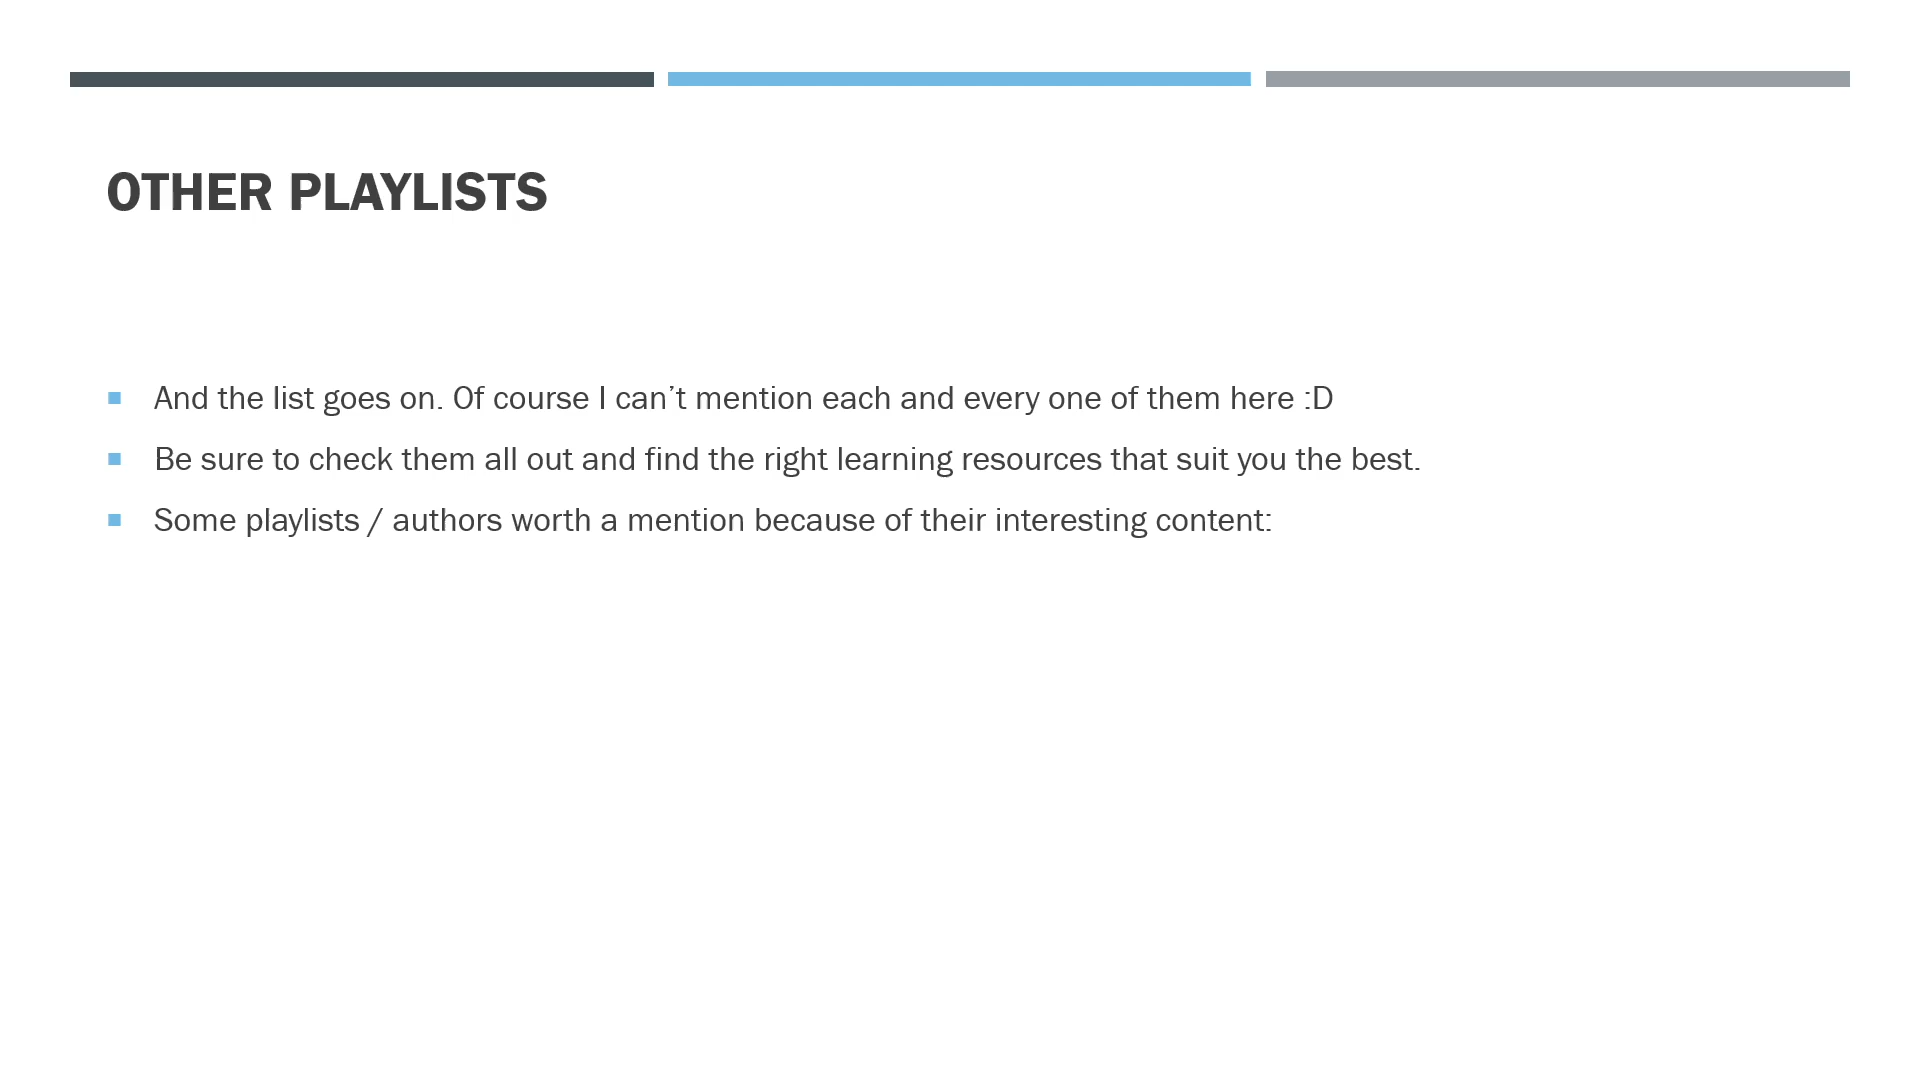 OTHER PLAYLISTS
And the list goes on. Of course I can’t mention each and every one of them here :D
Be sure to check them all out and find the right learning resources that suit you the best.
Some playlists / authors worth a mention because of their interesting content: